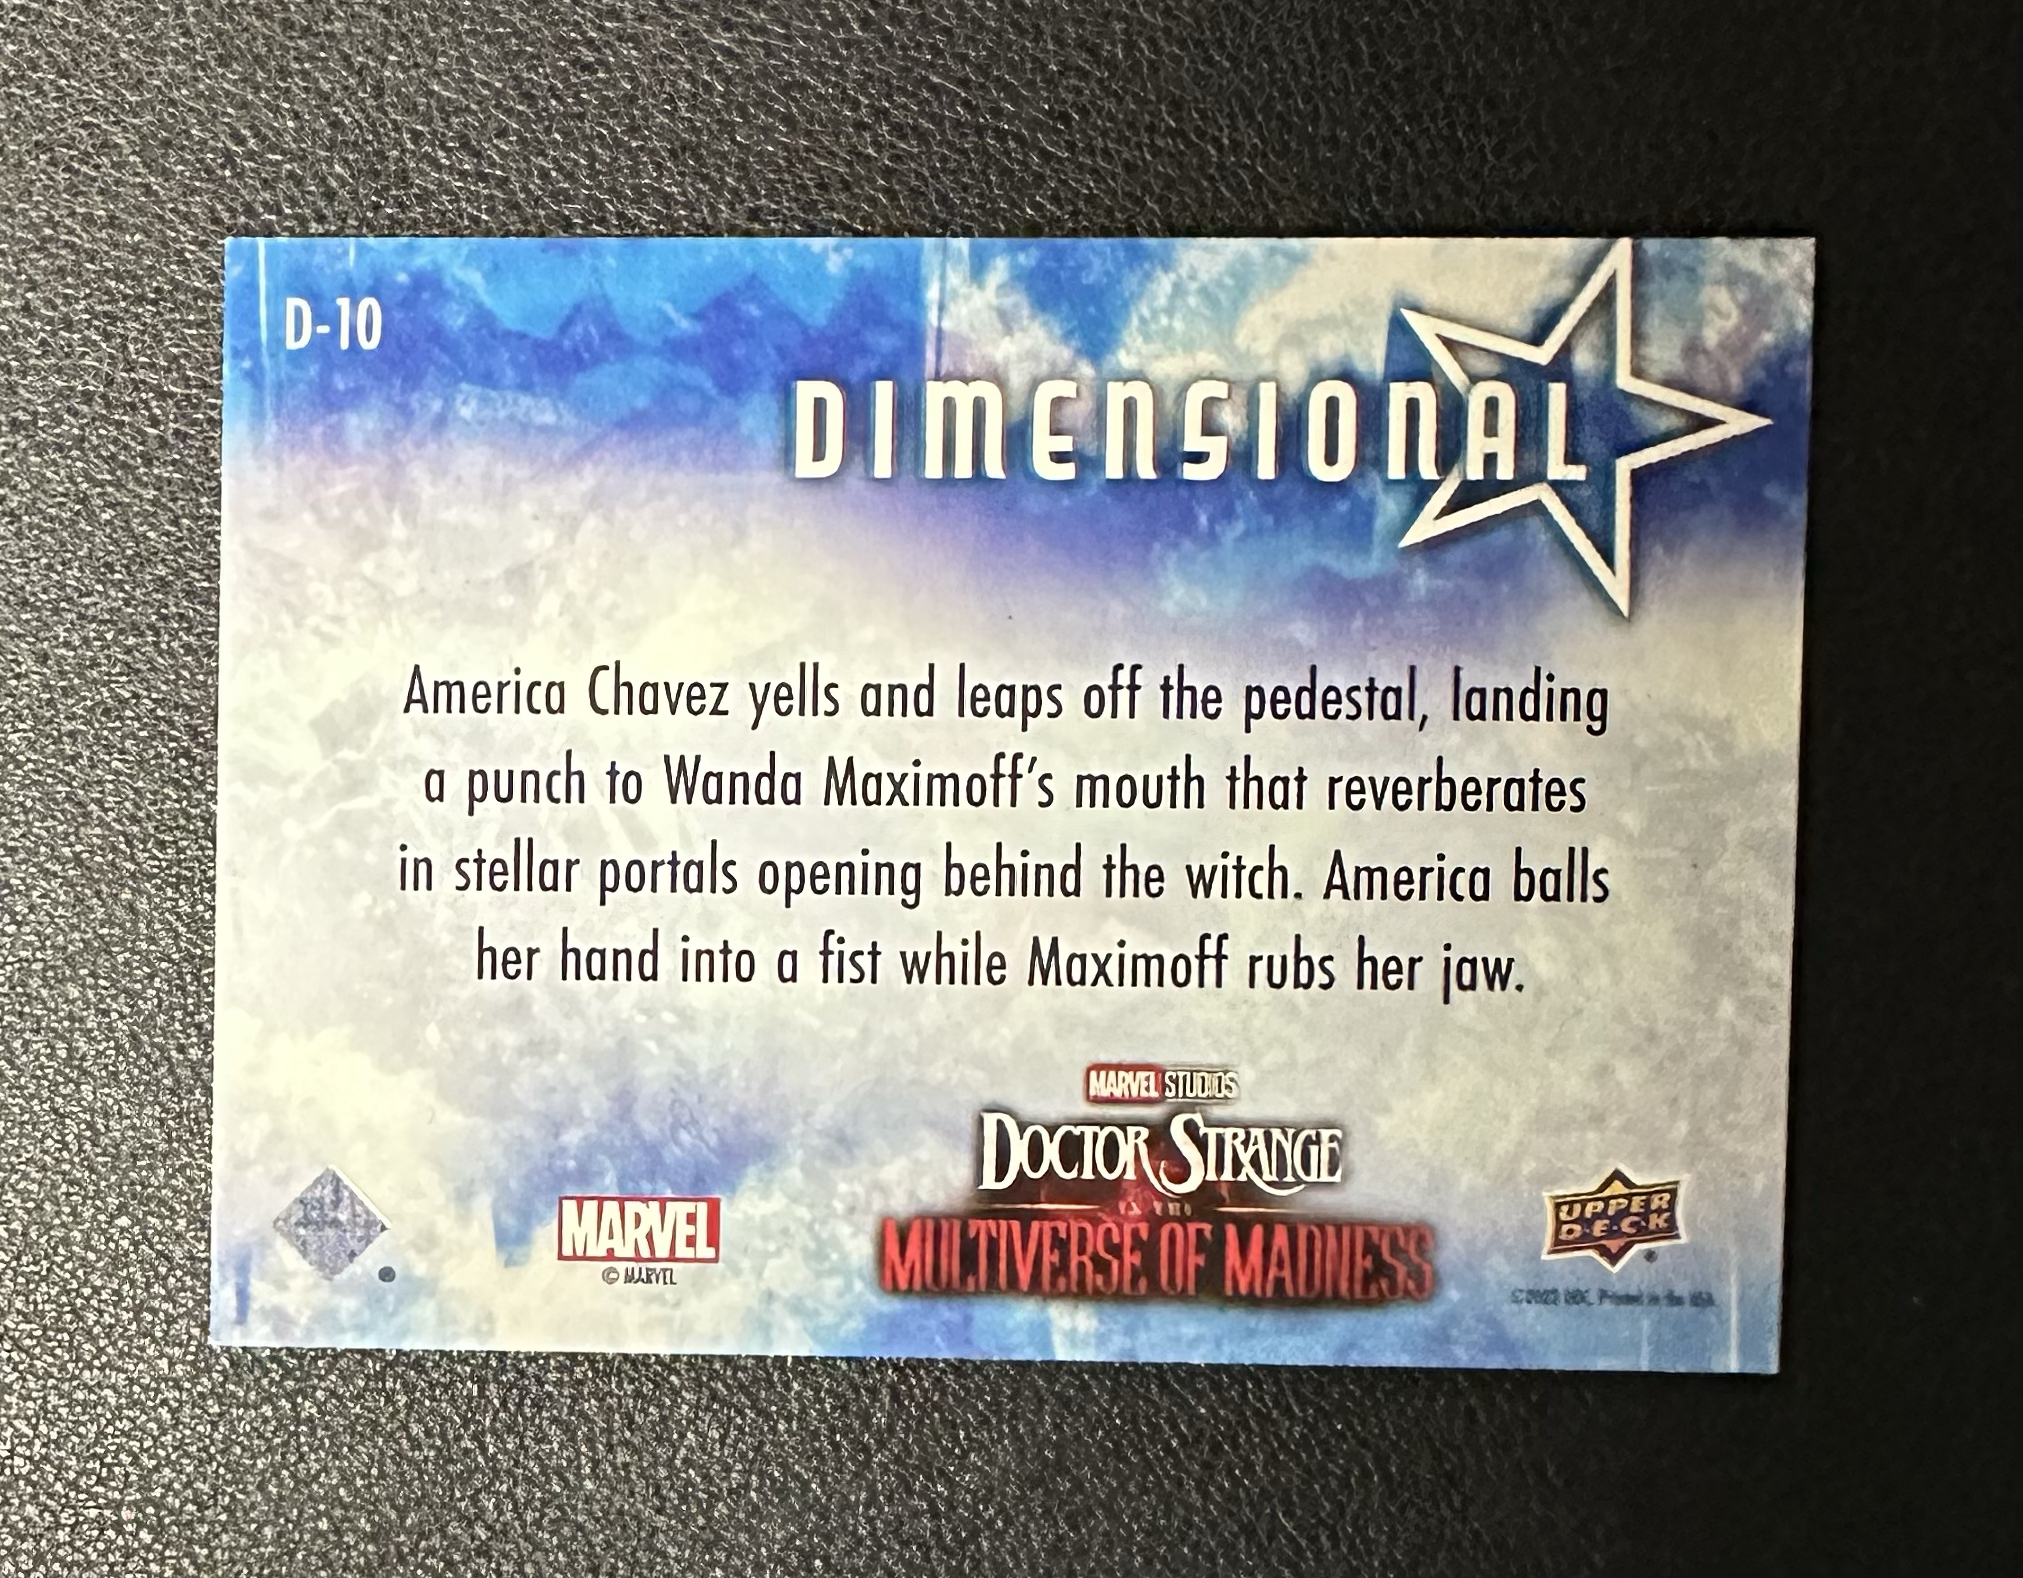 D-10
DIMENSIONAL
America Chavez yells and leaps off the pedestal, landing
a punch to Wanda Maximoff's mouth that reverberates
in stellar portals opening behind the witch. America balls
her hand into a fist while Maximoff rubs her jaw.
MARVEL STUDIOS
DOCTOR STRANGE
MULTIVERSE OF MADNESS
MARVEL
© MARVEL
UPPER
DECK